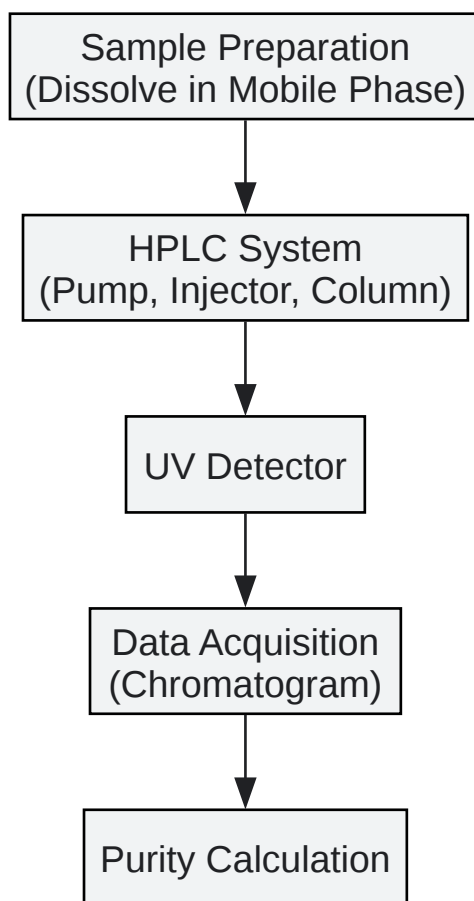 Sample Preparation
(Dissolve in Mobile Phase)
HPLC System
(Pump, Injector, Column)
UV Detector
Data Acquisition
(Chromatogram)
Purity Calculation